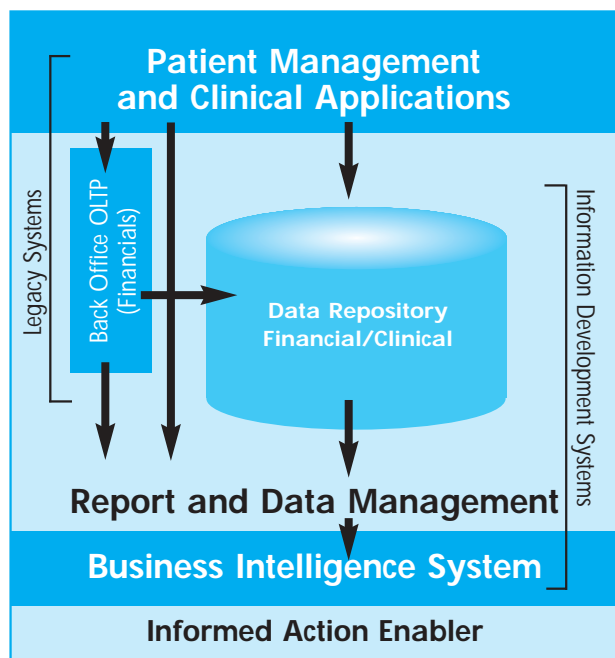 Patient Management
and Clinical Applications
Legacy Systems
Back Office OLTP
(Financials)
Data Repository
Financial/Clinical
Information Development Systems
Report and Data Management
Business Intelligence System
Informed Action Enabler